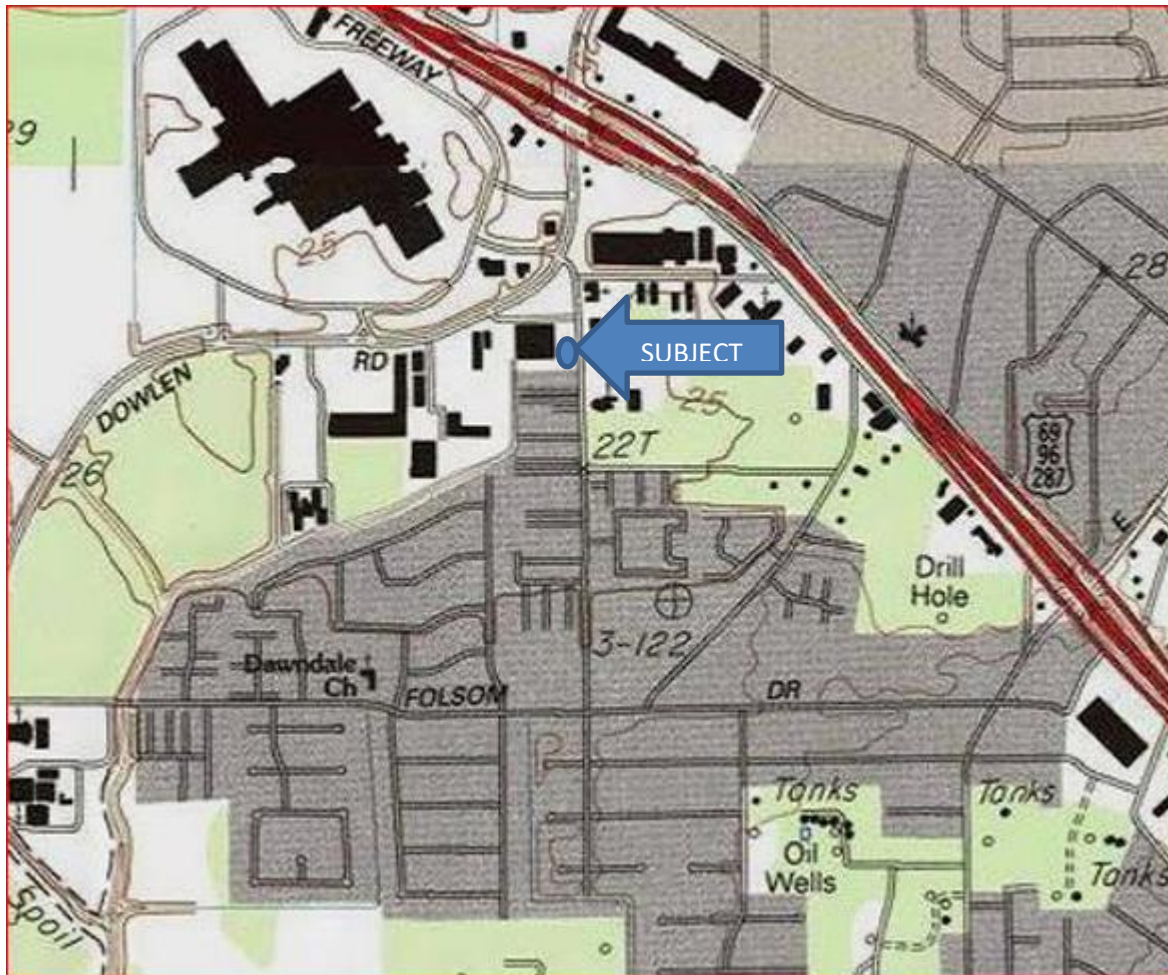 FREEWAY
29
25
28
SUBJECT
RD
DOWLEN
25
69
96
287
22T
26
E
Drill
Hole
3-122
Dawndale
Ch
FOLSOM DR
Tanks
Tanks
Oil
Wells
Tanks
Spoil